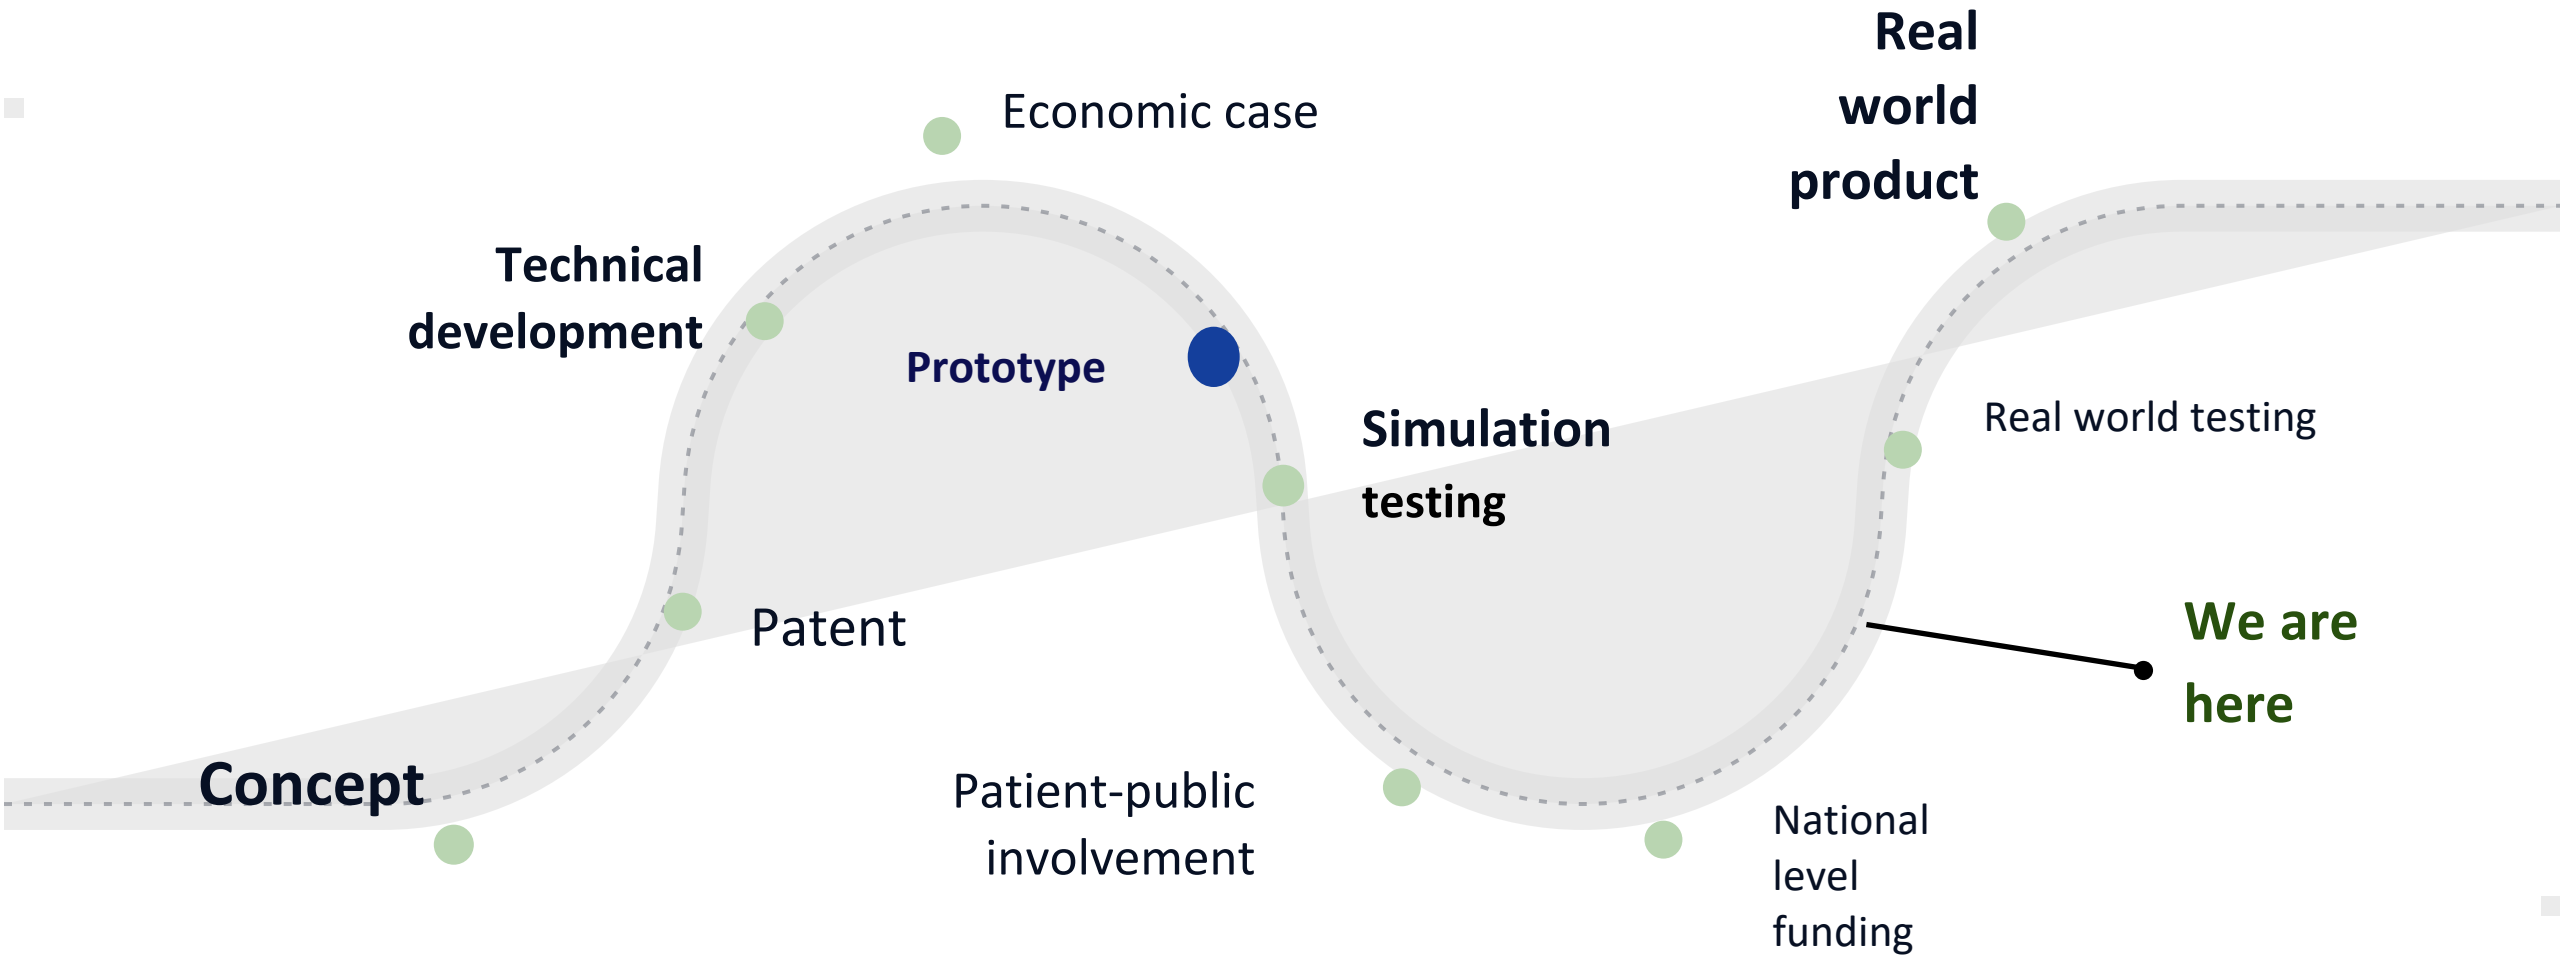 Concept
Patent
Technical
development
Economic case
Prototype
Simulation
testing
Patient-public
involvement
National
level
funding
We are
here
Real world testing
Real
world
product